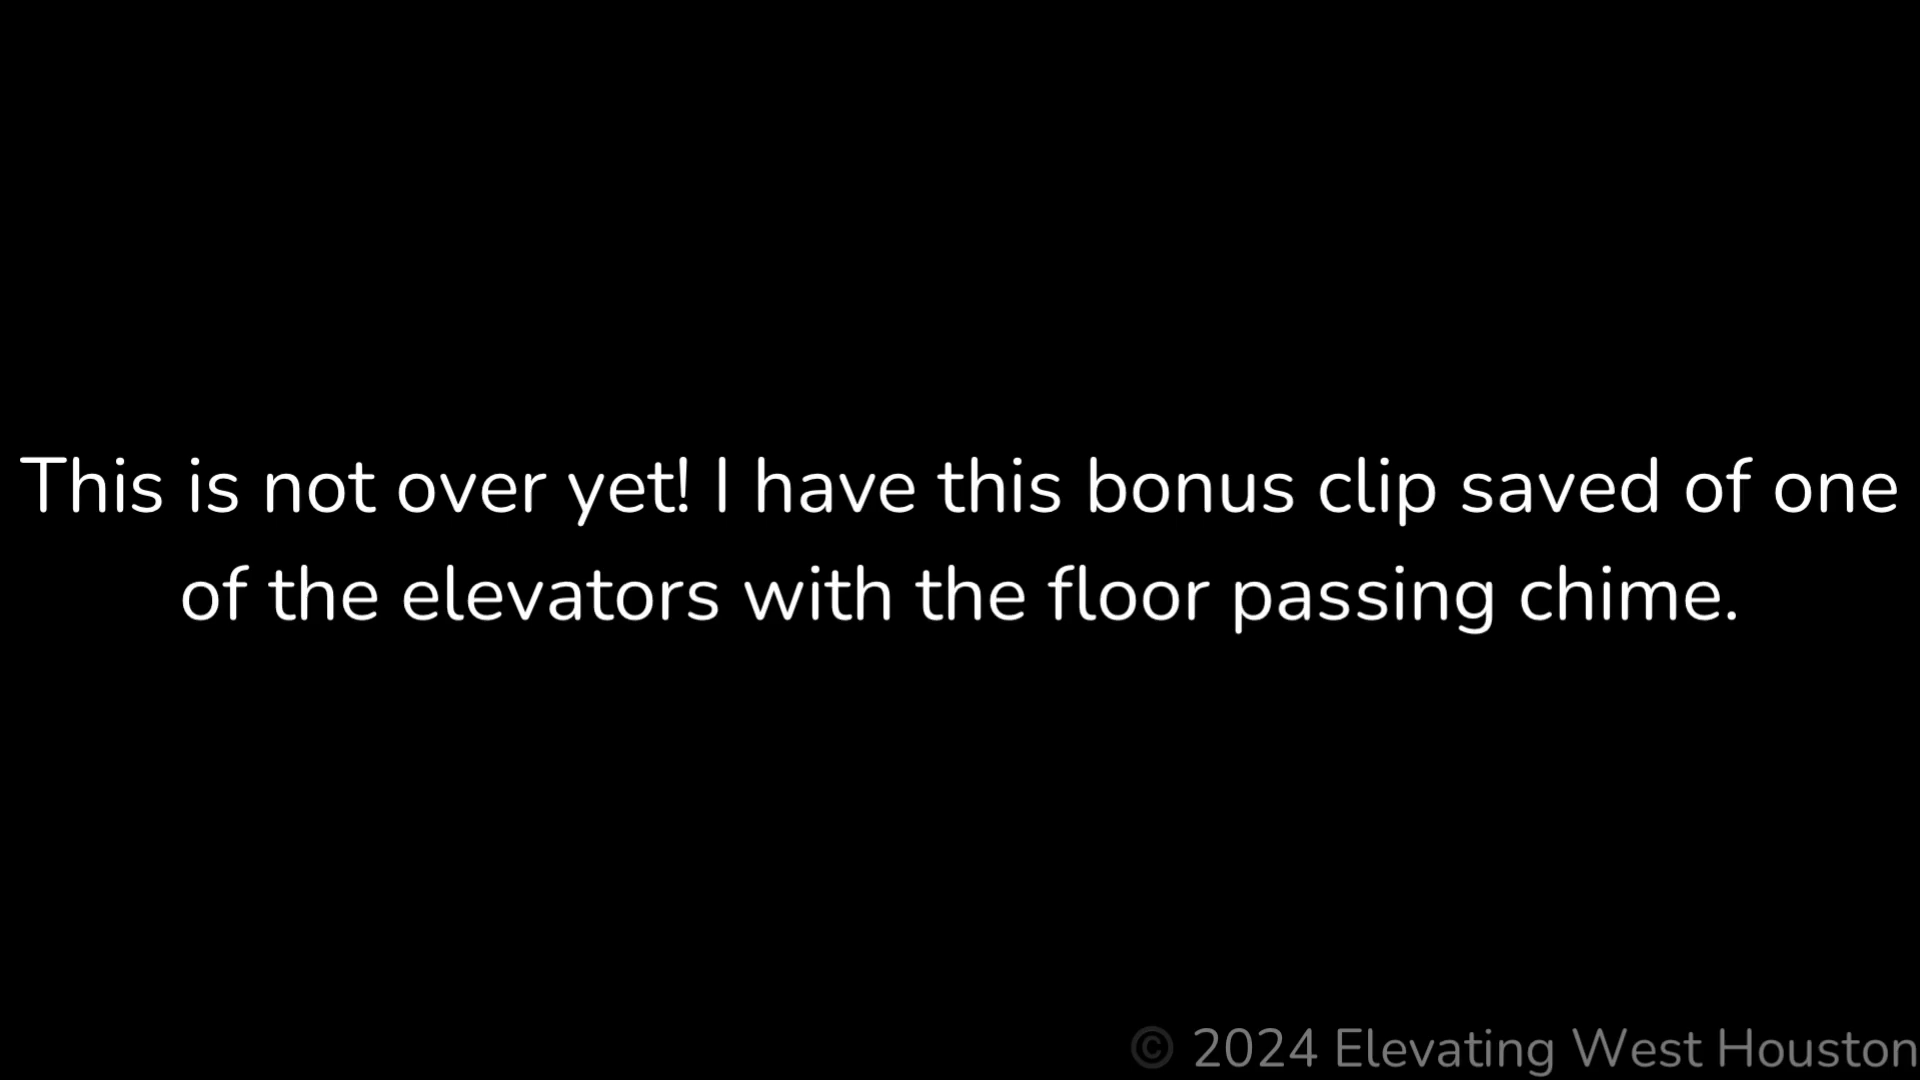 This is not over yet! I have this bonus clip saved of one
of the elevators with the floor passing chime.
© 2024 Elevating West Houston